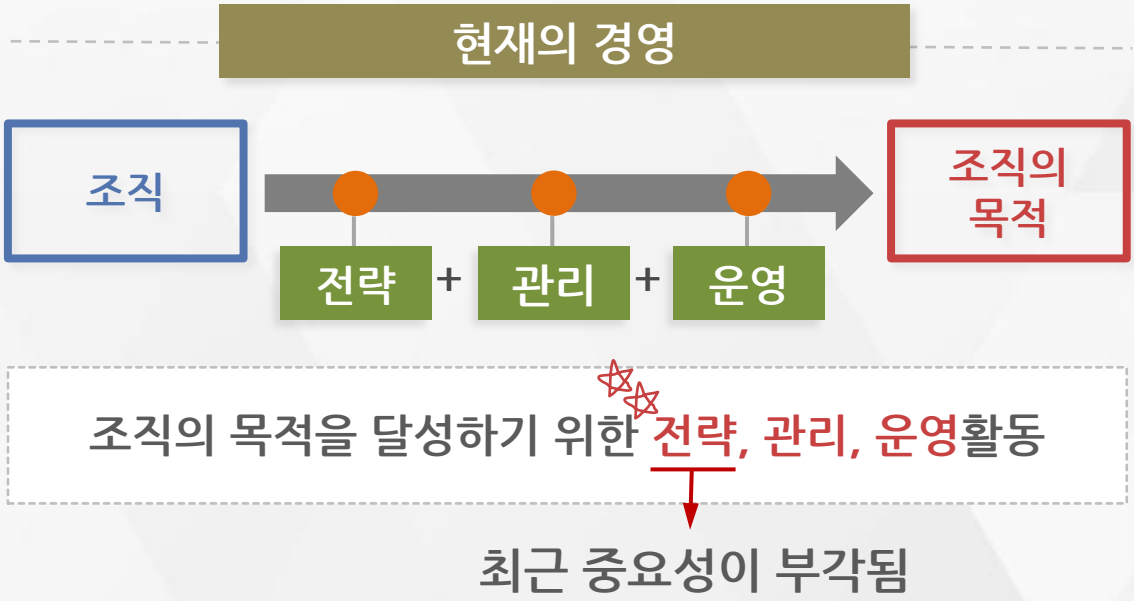 현재의 경영
조직
조직의
목적
전략 + 관리 + 운영
조직의 목적을 달성하기 위한 전략, 관리, 운영활동
최근 중요성이 부각됨